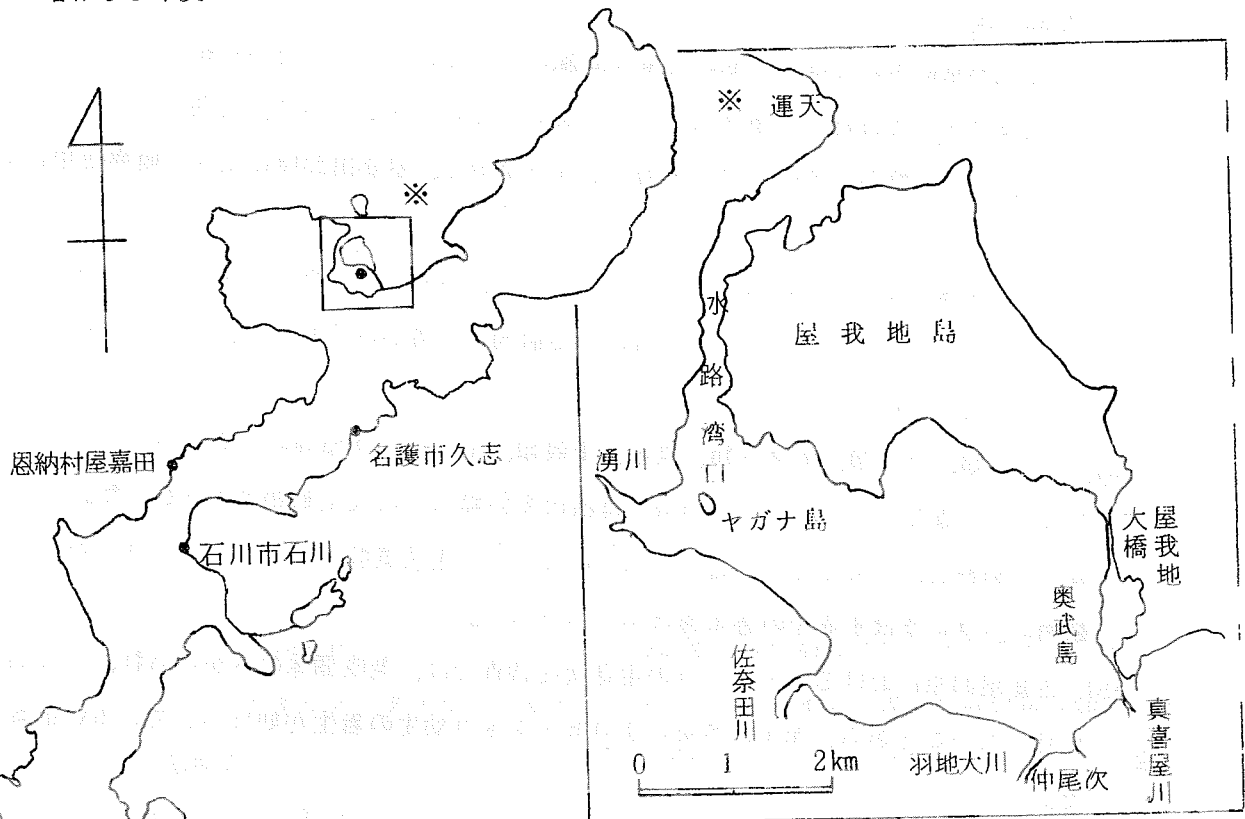 ※ 運天
※
水路
屋我地島
湾口
恩納村屋嘉田
名護市久志
湧川
ヤガナ島
石川市石川
屋我地大橋
奥武島
佐奈田川
真喜屋川
0 1 2km
羽地大川
仲尾次